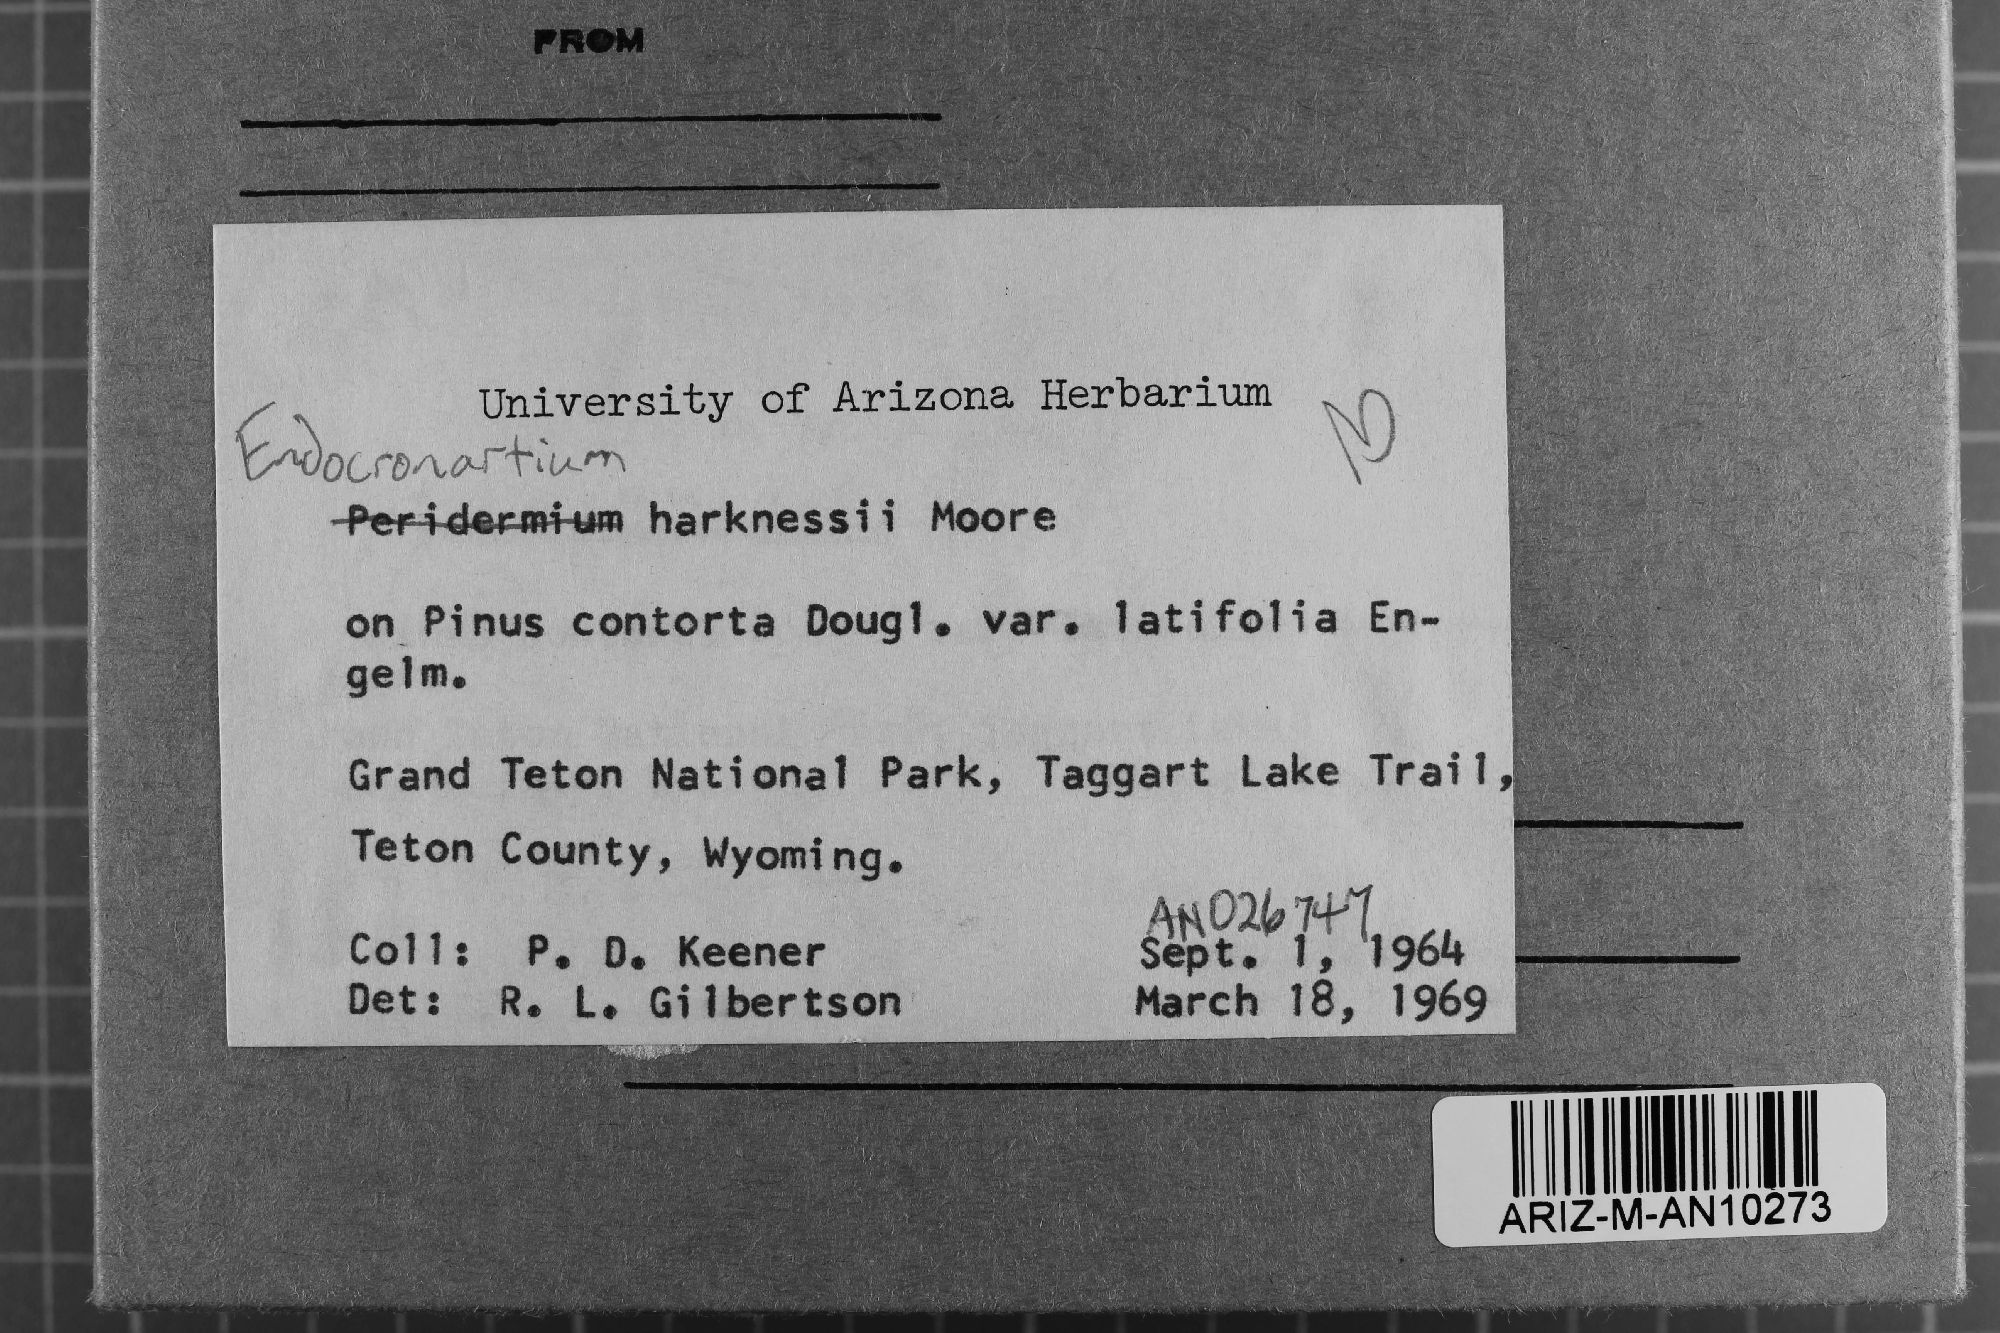 FROM
University of Arizona Herbarium
Endocronartium
Peridermium harknessii Moore
on Pinus contorta Dougl. var. latifolia En-
gelm.
Grand Teton National Park, Taggart Lake Trail,
Teton County, Wyoming.
AN026747
Coll: P. D. Keener Sept. 1, 1964
Det: R. L. Gilbertson March 18, 1969
ARIZ-M-AN10273